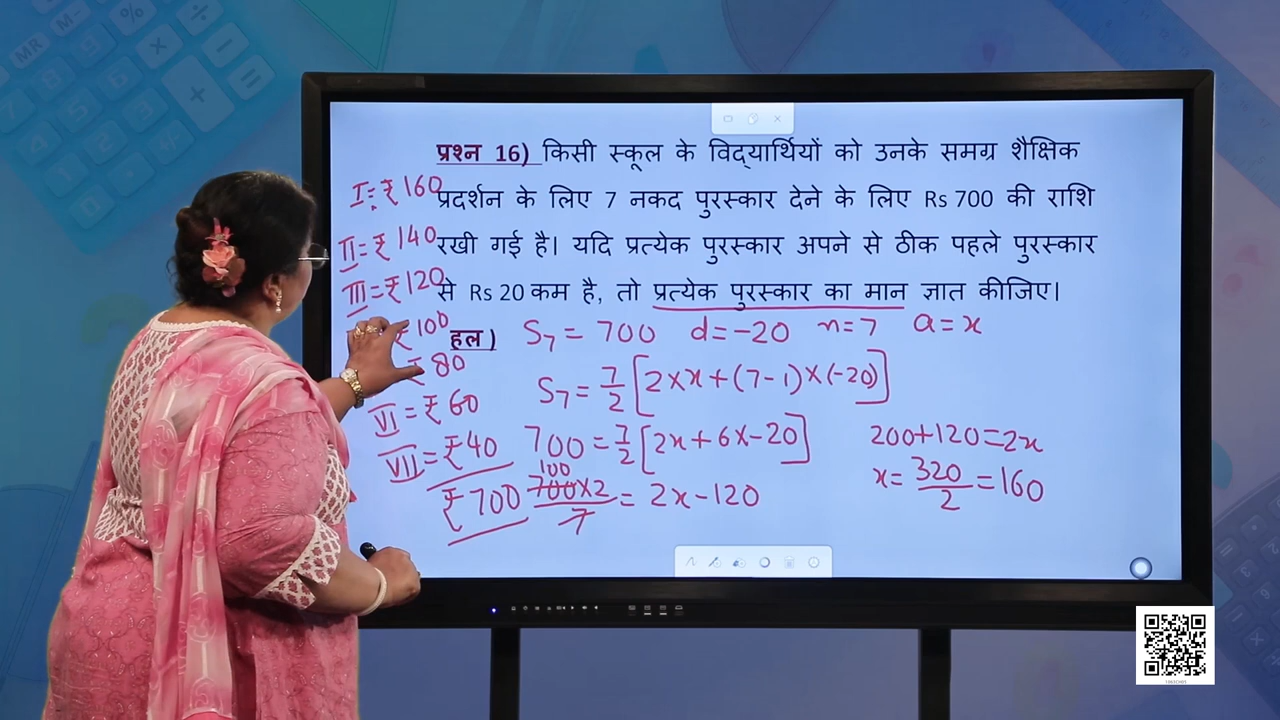 प्रश्न 16) किसी स्कूल के विद्यार्थियों को उनके समग्र शैक्षिक
प्रदर्शन के लिए 7 नकद पुरस्कार देने के लिए Rs 700 की राशि
रखी गई है। यदि प्रत्येक पुरस्कार अपने से ठीक पहले पुरस्कार
से Rs 20 कम है, तो प्रत्येक पुरस्कार का मान ज्ञात कीजिए।
हल) S₇ = 700 d=-20 n=7 a=x
S₇ = 7/2 [2×x+(7-1)×(-20)]
700 = 7/2 [2x+6×-20]
100
700×2/7 = 2x-120
200+120=2x
x=320/2=160
I=₹160
II=₹140
III=₹120
₹100
₹80
VI=₹60
VII=₹40
₹700
MR M- %